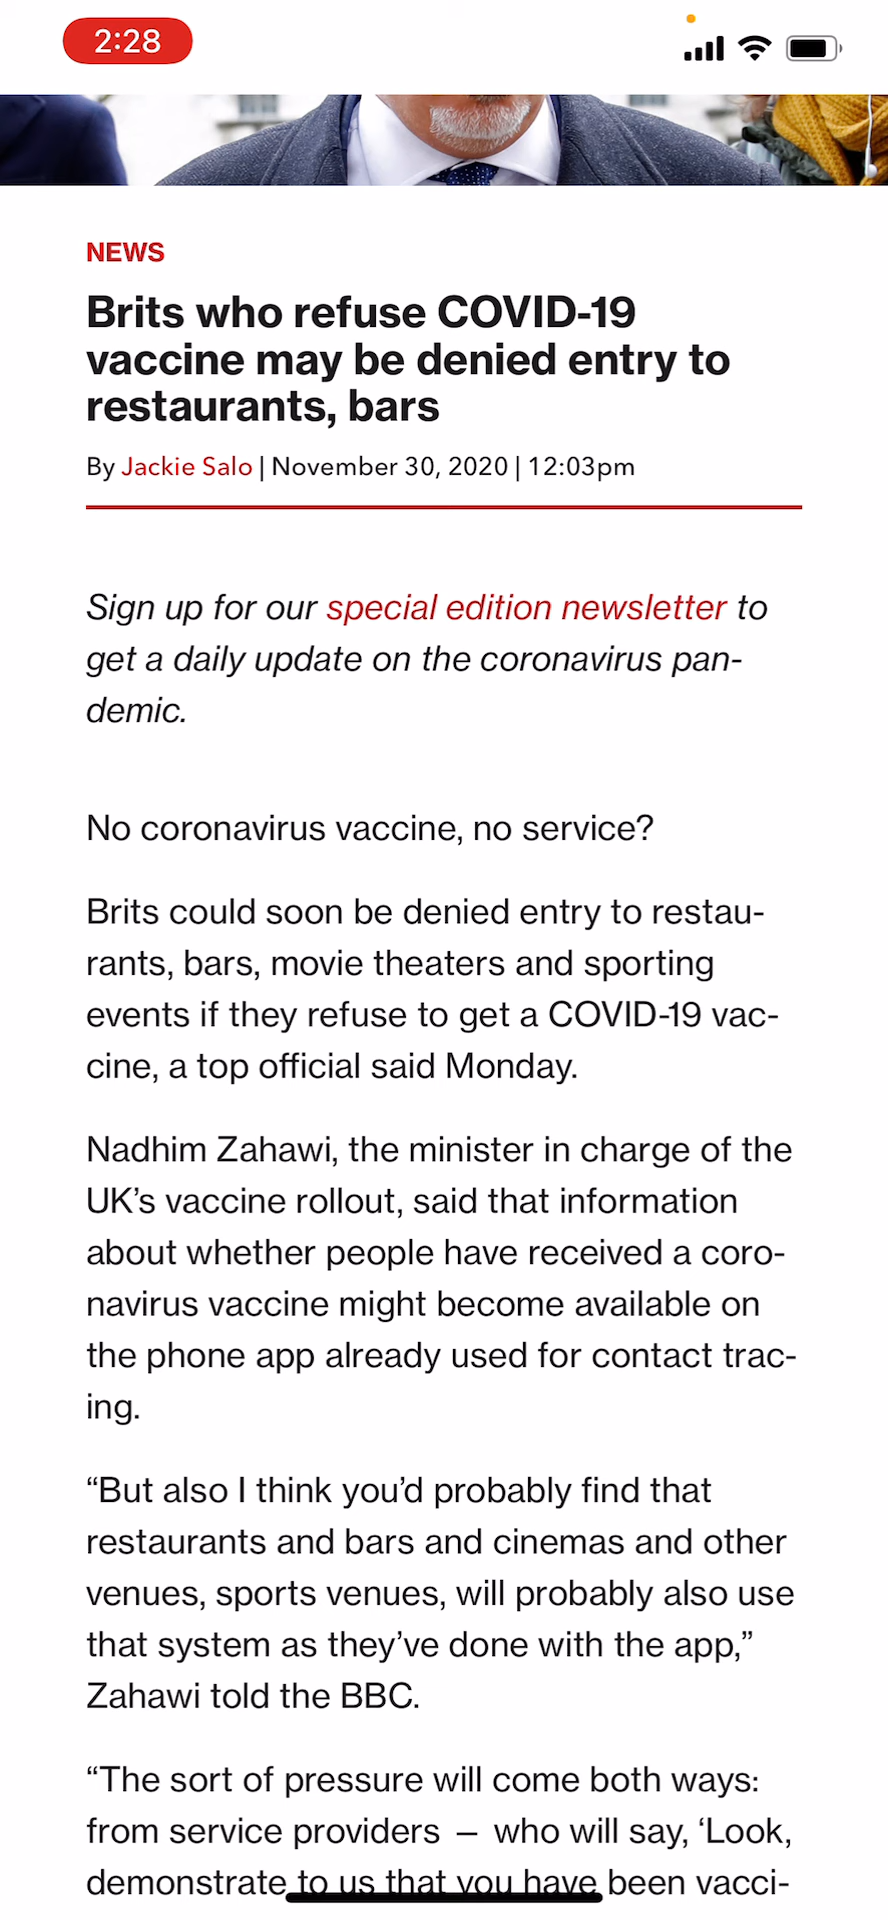 2:28
NEWS
Brits who refuse COVID-19
vaccine may be denied entry to
restaurants, bars
By Jackie Salo | November 30, 2020 | 12:03pm
Sign up for our special edition newsletter to
get a daily update on the coronavirus pan-
demic.
No coronavirus vaccine, no service?
Brits could soon be denied entry to restau-
rants, bars, movie theaters and sporting
events if they refuse to get a COVID-19 vac-
cine, a top official said Monday.
Nadhim Zahawi, the minister in charge of the
UK’s vaccine rollout, said that information
about whether people have received a coro-
navirus vaccine might become available on
the phone app already used for contact trac-
ing.
“But also I think you’d probably find that
restaurants and bars and cinemas and other
venues, sports venues, will probably also use
that system as they’ve done with the app,”
Zahawi told the BBC.
“The sort of pressure will come both ways:
from service providers — who will say, ‘Look,
demonstrate to us that you have been vacci-